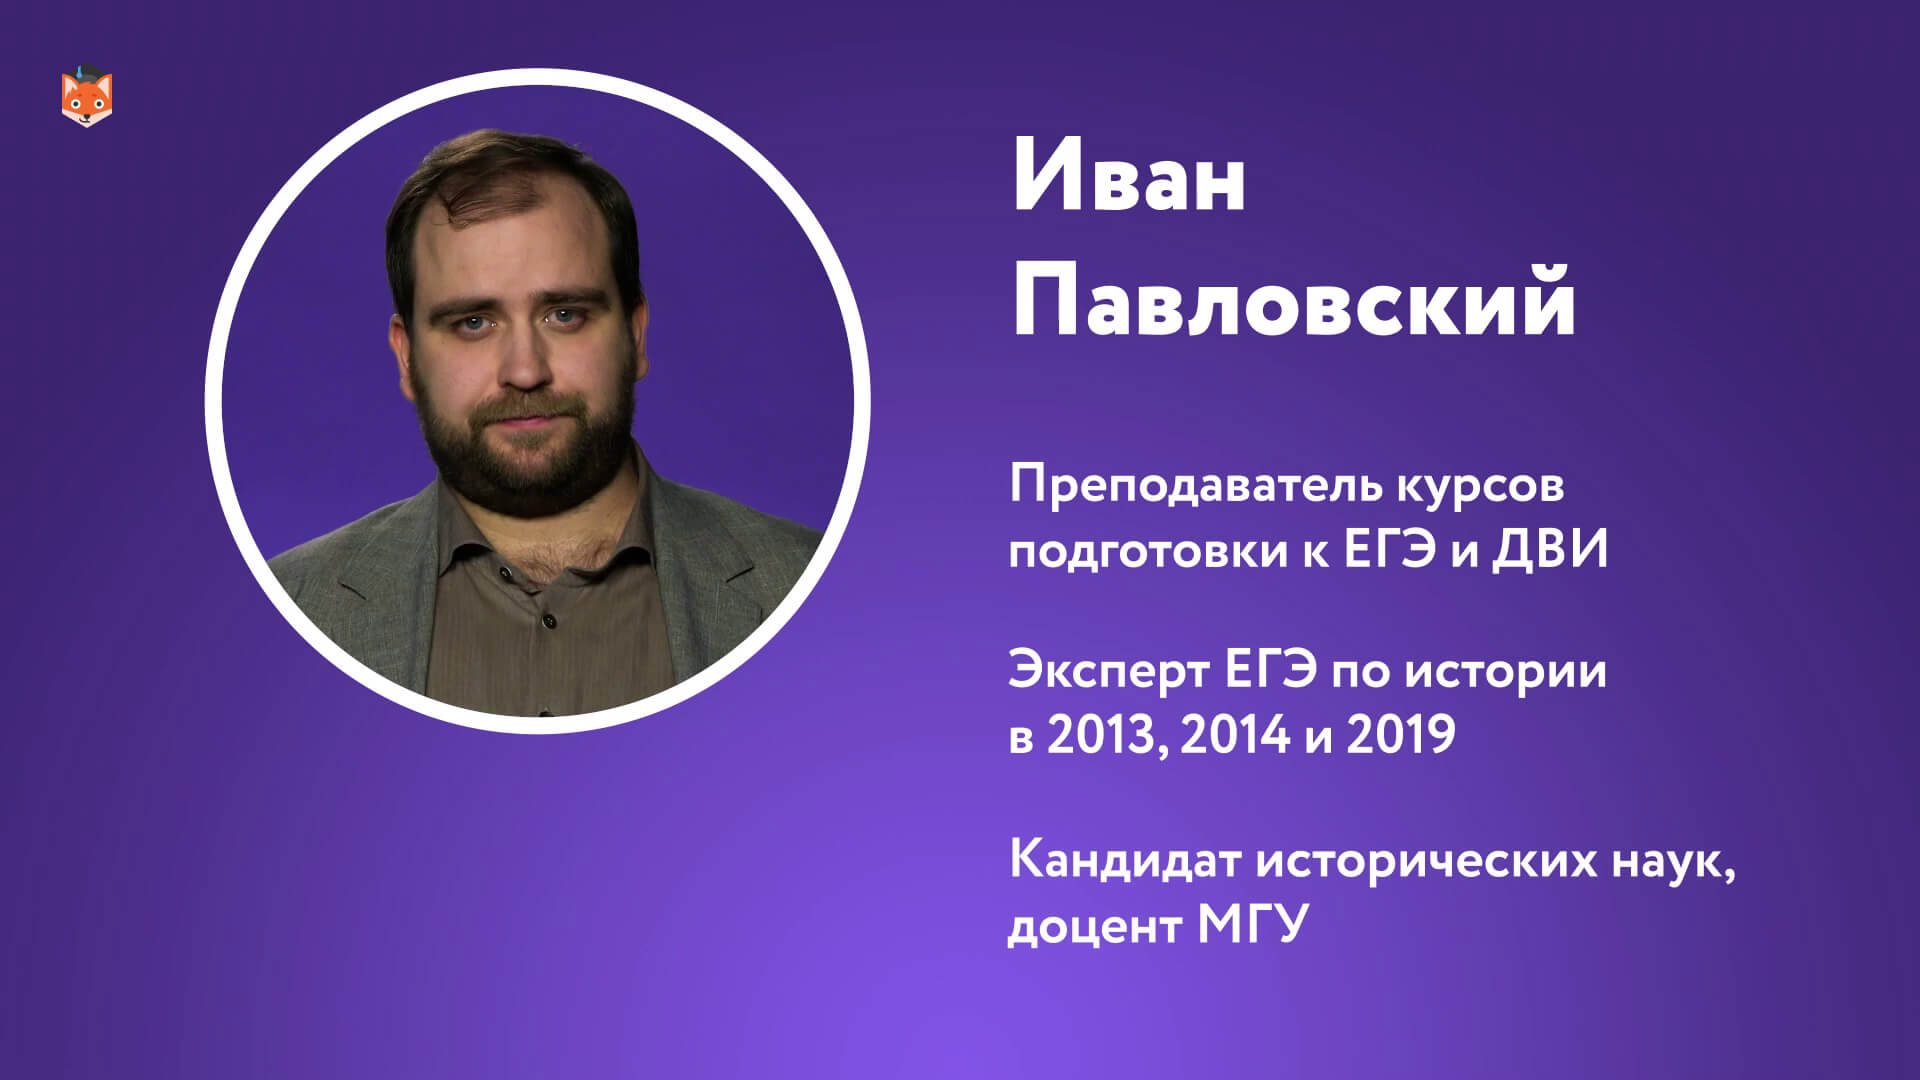 Иван
Павловский
Преподаватель курсов
подготовки к ЕГЭ и ДВИ
Эксперт ЕГЭ по истории
в 2013, 2014 и 2019
Кандидат исторических наук,
доцент МГУ